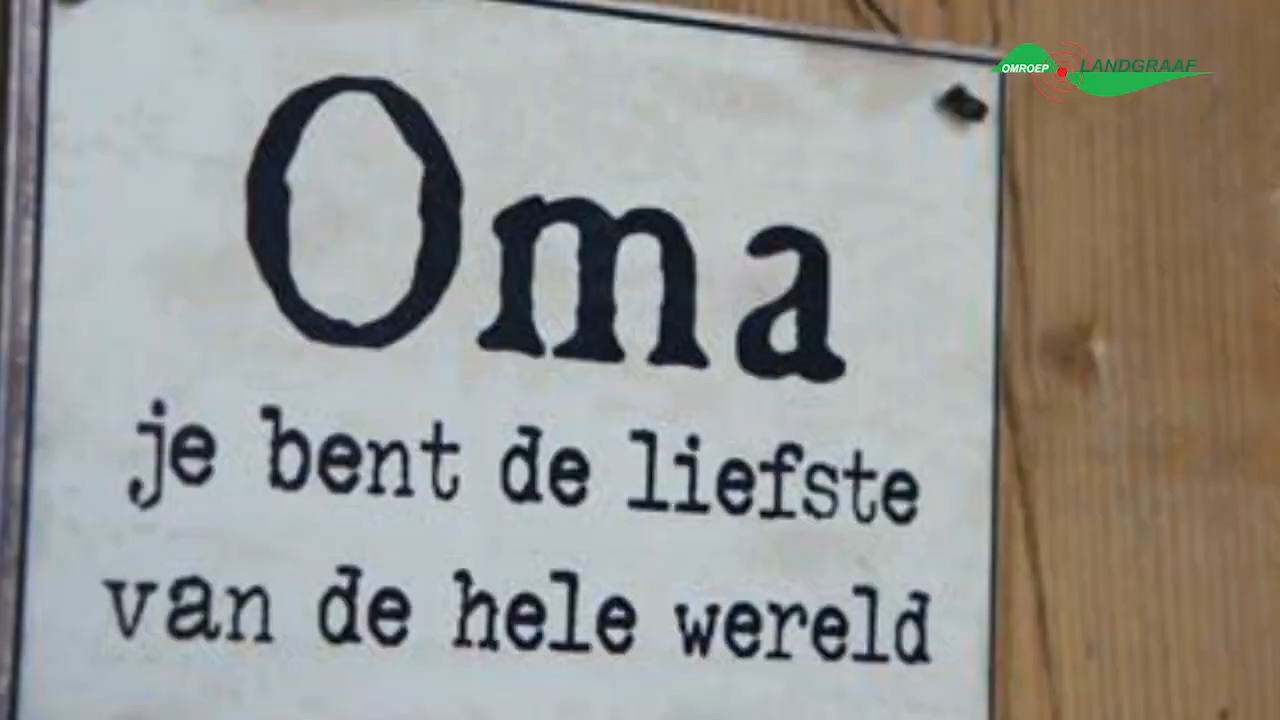 OMROEP LANDGRAAF
Oma
je bent de liefste
van de hele wereld